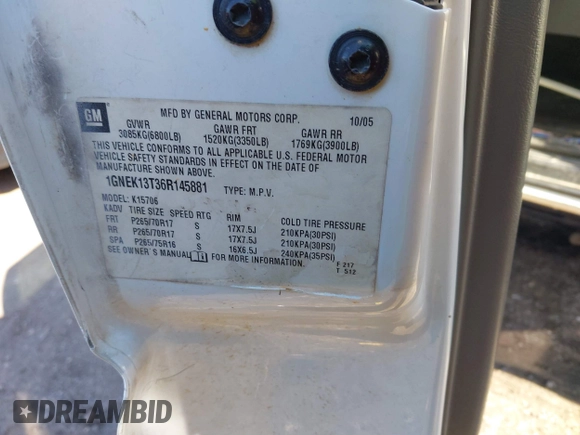 GM
MFD BY GENERAL MOTORS CORP. 10/05
GVWR GAWR FRT GAWR RR
3085KG(6800LB) 1520KG(3350LB) 1769KG(3900LB)
THIS VEHICLE CONFORMS TO ALL APPLICABLE U.S. FEDERAL MOTOR
VEHICLE SAFETY STANDARDS IN EFFECT ON THE DATE OF
MANUFACTURE SHOWN ABOVE.
1GNEK13T36R145881 TYPE: M.P.V.
MODEL: K15706
KADV TIRE SIZE SPEED RTG RIM COLD TIRE PRESSURE
FRT P265/70R17 S 17X7.5J 210KPA(30PSI)
RR P265/70R17 S 17X7.5J 210KPA(30PSI)
SPA P265/75R16 S 16X6.5J 240KPA(35PSI)
SEE OWNER'S MANUAL FOR MORE INFORMATION.
F 217
T 512
DREAMBID